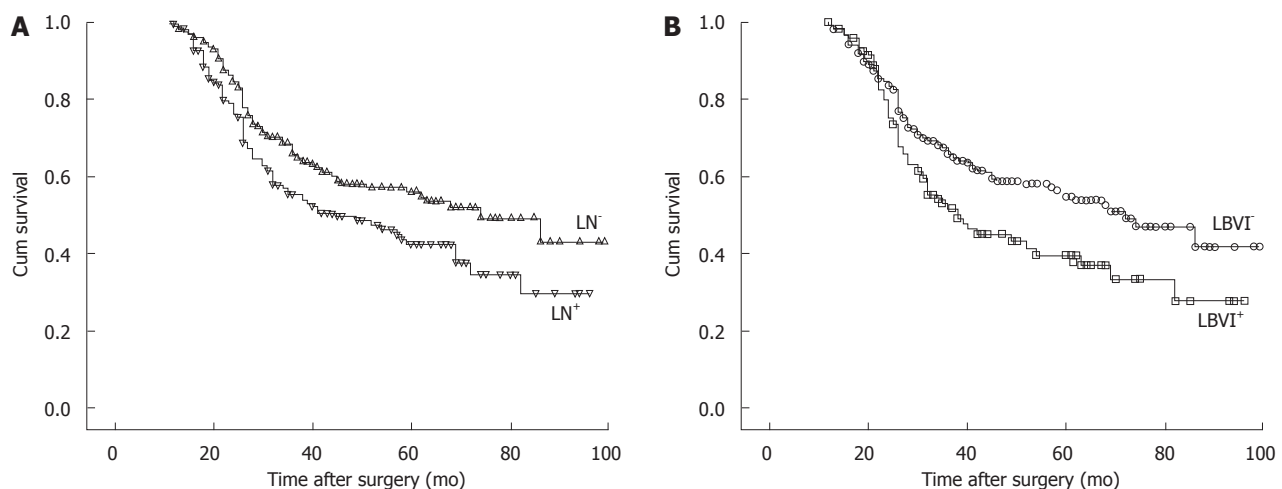 A
1.0
0.8
0.6
0.4
0.2
0.0
Cum survival
LN⁻
LN⁺
0 20 40 60 80 100
Time after surgery (mo)
B
1.0
0.8
0.6
0.4
0.2
0.0
Cum survival
LBVI⁻
LBVI⁺
0 20 40 60 80 100
Time after surgery (mo)